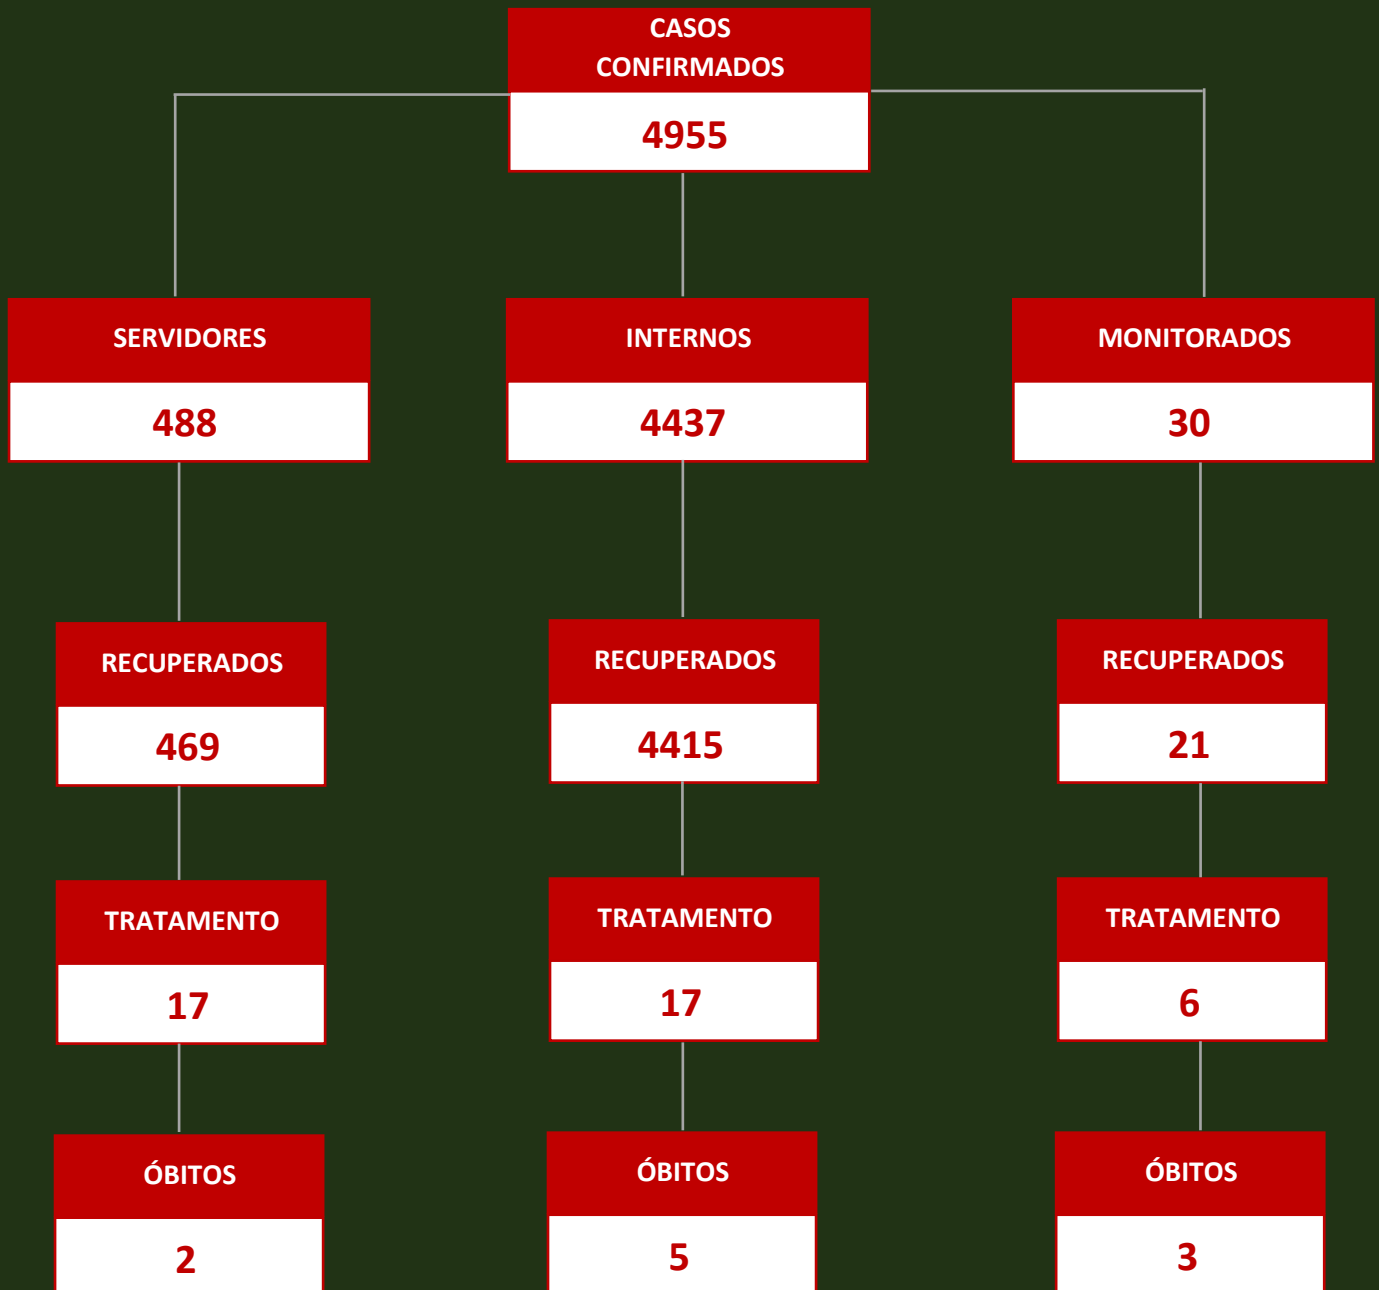 CASOS
CONFIRMADOS
4955
SERVIDORES
488
INTERNOS
4437
MONITORADOS
30
RECUPERADOS
469
RECUPERADOS
4415
RECUPERADOS
21
TRATAMENTO
17
TRATAMENTO
17
TRATAMENTO
6
ÓBITOS
2
ÓBITOS
5
ÓBITOS
3